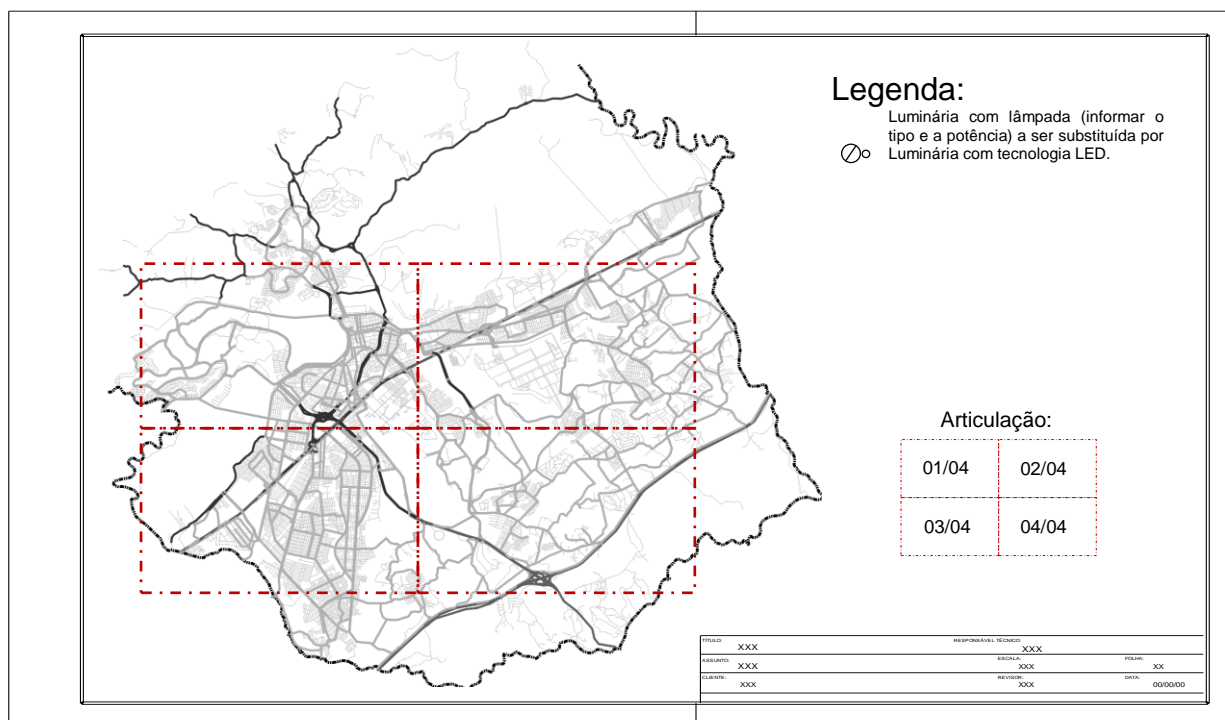 Legenda:
Luminária com lâmpada (informar o
tipo e a potência) a ser substituída por
Luminária com tecnologia LED.
Articulação:
01/04 02/04
03/04 04/04
TÍTULO: XXX RESPONSÁVEL TÉCNICO: XXX
ASSUNTO: XXX ESCALA: XXX FOLHA: XX
CLIENTE: XXX REVISOR: XXX DATA: 00/00/00